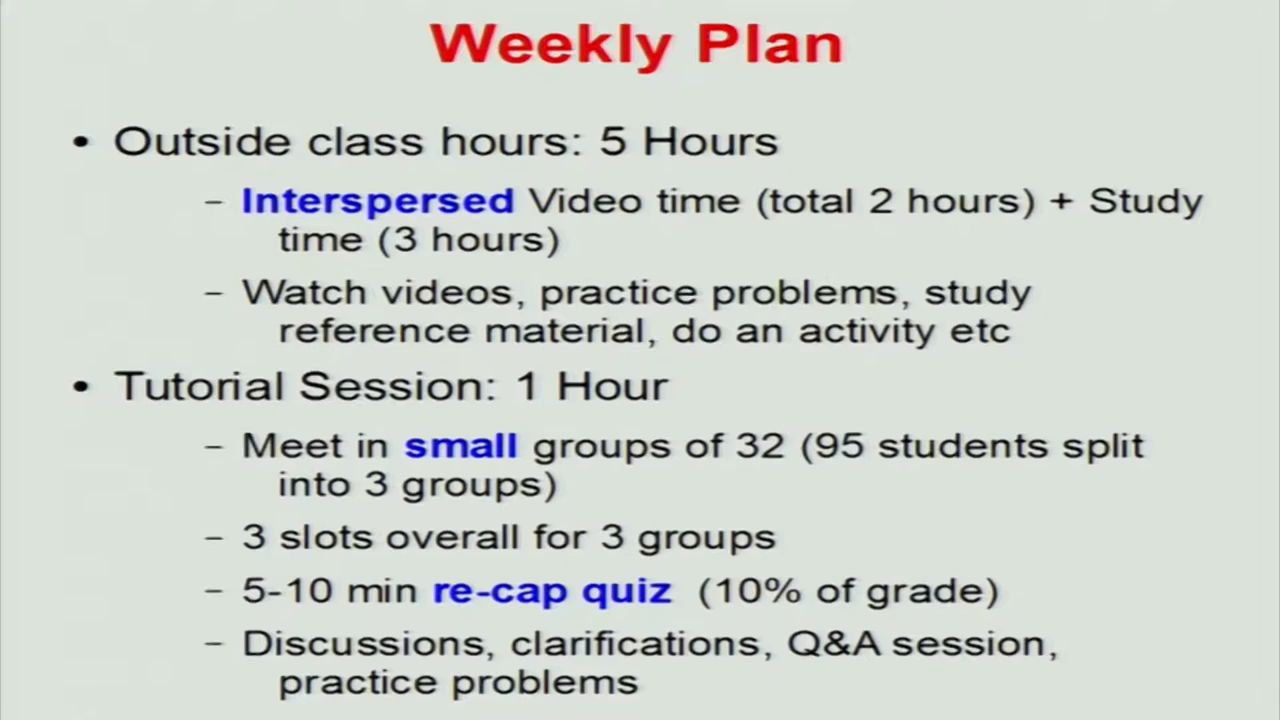 Weekly Plan
• Outside class hours: 5 Hours
– Interspersed Video time (total 2 hours) + Study
time (3 hours)
– Watch videos, practice problems, study
reference material, do an activity etc
• Tutorial Session: 1 Hour
– Meet in small groups of 32 (95 students split
into 3 groups)
– 3 slots overall for 3 groups
– 5-10 min re-cap quiz (10% of grade)
– Discussions, clarifications, Q&A session,
practice problems